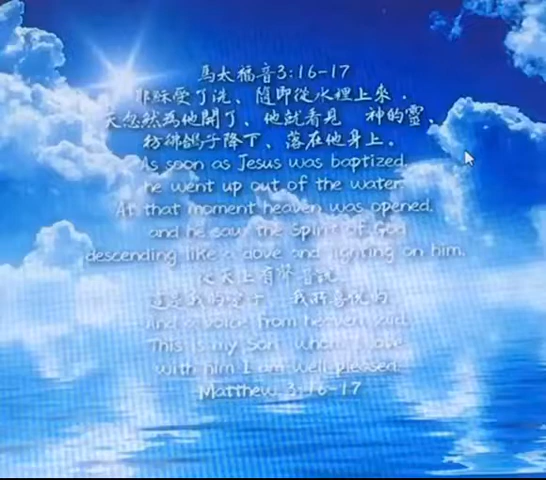 馬太福音3:16-17
耶穌受了洗、隨即從水裡上來．
天忽然為他開了、他就看見　神的靈、
彷彿鴿子降下、落在他身上。
As soon as Jesus was baptized,
he went up out of the water.
At that moment heaven was opened,
and he saw the Spirit of God
descending like a dove and lighting on him.
從天上有聲音說
這是我的愛子、我所喜悅的
And a voice from heaven said,
This is my Son, whom I love
with him I am well pleased.
Matthew 3:16-17